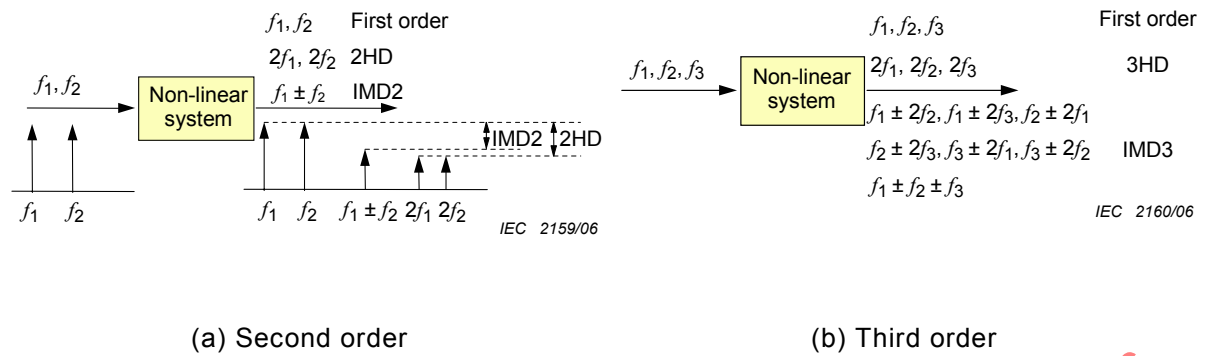 f1, f2 First order
2f1, 2f2 2HD
f1 ± f2 IMD2
f1, f2
Non-linear
system
IMD2 2HD
f1 f2
f1 f2 f1 ± f2 2f1 2f2
IEC 2159/06
(a) Second order
f1, f2, f3 First order
2f1, 2f2, 2f3 3HD
f1, f2, f3
Non-linear
system
f1 ± 2f2, f1 ± 2f3, f2 ± 2f1
f2 ± 2f3, f3 ± 2f1, f3 ± 2f2 IMD3
f1 ± f2 ± f3
IEC 2160/06
(b) Third order